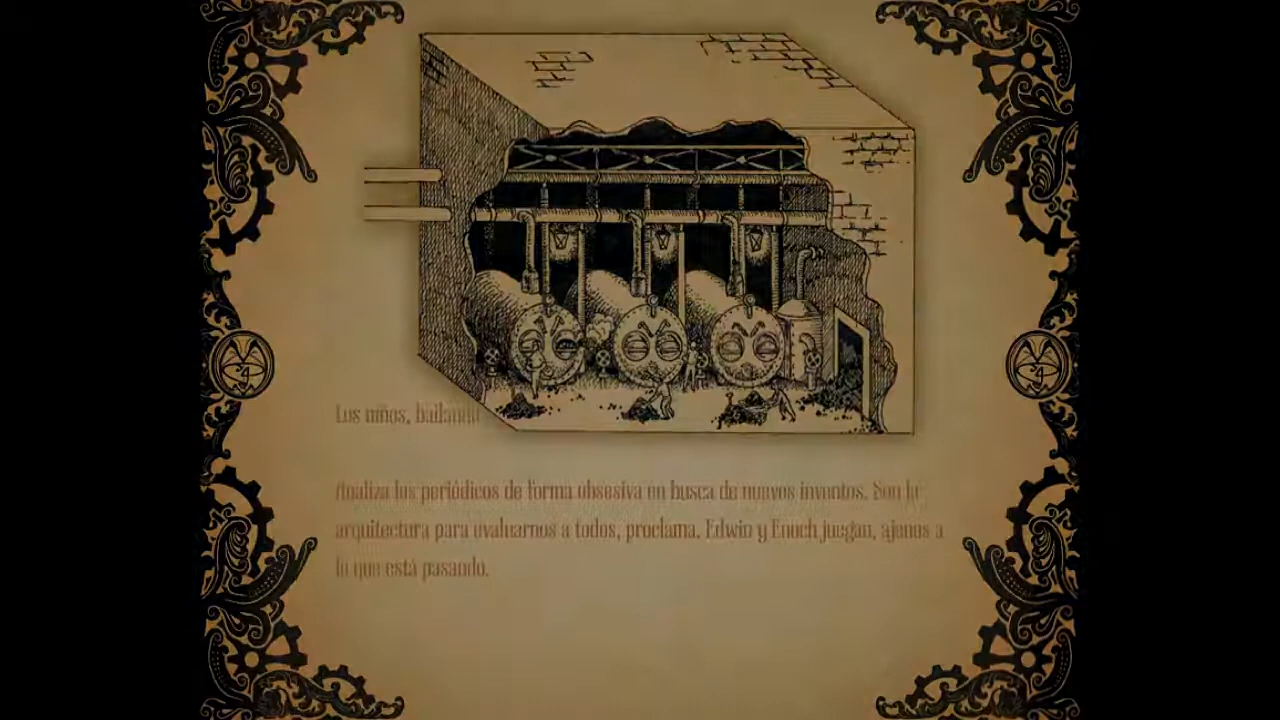 Los niños, bailando
Analiza los periódicos de forma obsesiva en busca de nuevos inventos. Son la
arquitectura para evaluarnos a todos, proclama. Edwin y Enoch juegan, ajenos a
lo que está pasando.